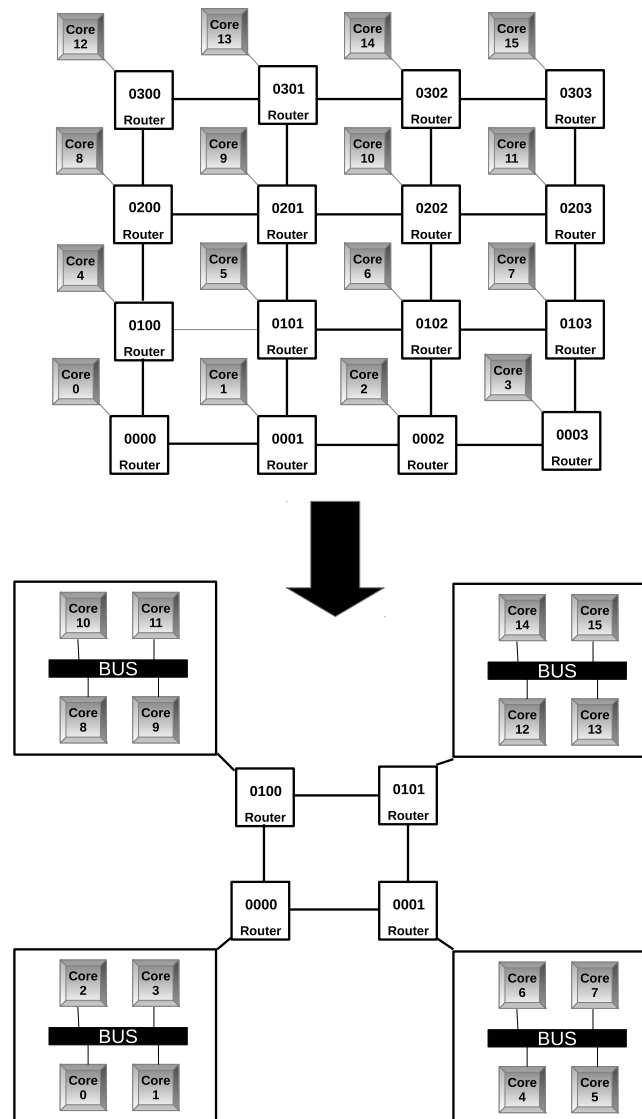 Core
12
Core
13
Core
14
Core
15
0300
Router
0301
Router
0302
Router
0303
Router
Core
8
Core
9
Core
10
Core
11
0200
Router
0201
Router
0202
Router
0203
Router
Core
4
Core
5
Core
6
Core
7
0100
Router
0101
Router
0102
Router
0103
Router
Core
0
Core
1
Core
2
Core
3
0000
Router
0001
Router
0002
Router
0003
Router
Core
10
Core
11
BUS
Core
8
Core
9
Core
14
Core
15
BUS
Core
12
Core
13
0100
Router
0101
Router
0000
Router
0001
Router
Core
2
Core
3
BUS
Core
0
Core
1
Core
6
Core
7
BUS
Core
4
Core
5